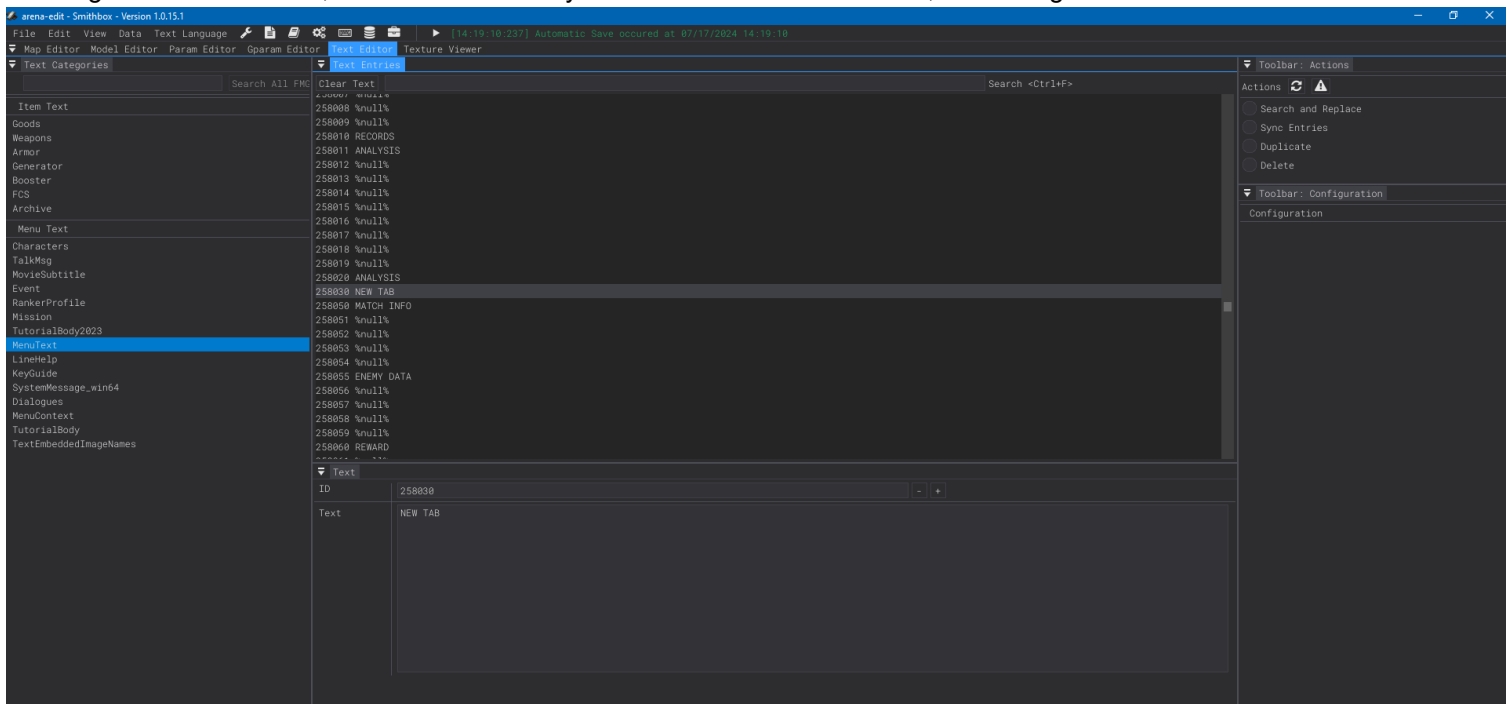 arena-edit - Smithbox - Version 1.0.15.1
File Edit View Data Text Language [14:19:10:237] Automatic Save occured at 07/17/2024 14:19:10
Map Editor Model Editor Param Editor Gparam Editor Text Editor Texture Viewer
Text Categories
Search All FMG
Item Text
Goods
Weapons
Armor
Generator
Booster
FCS
Archive
Menu Text
Characters
TalkMsg
MovieSubtitle
Event
RankerProfile
Mission
TutorialBody2023
MenuText
LineHelp
KeyGuide
SystemMessage_win64
Dialogues
MenuContext
TutorialBody
TextEmbeddedImageNames
Text Entries
Clear Text Search <Ctrl+F>
258007 %null%
258008 %null%
258009 %null%
258010 RECORDS
258011 ANALYSIS
258012 %null%
258013 %null%
258014 %null%
258015 %null%
258016 %null%
258017 %null%
258018 %null%
258019 %null%
258020 ANALYSIS
258030 NEW TAB
258050 MATCH INFO
258051 %null%
258052 %null%
258053 %null%
258054 %null%
258055 ENEMY DATA
258056 %null%
258057 %null%
258058 %null%
258059 %null%
258060 REWARD
Text
ID 258030 - +
Text NEW TAB
Toolbar: Actions
Actions
Search and Replace
Sync Entries
Duplicate
Delete
Toolbar: Configuration
Configuration